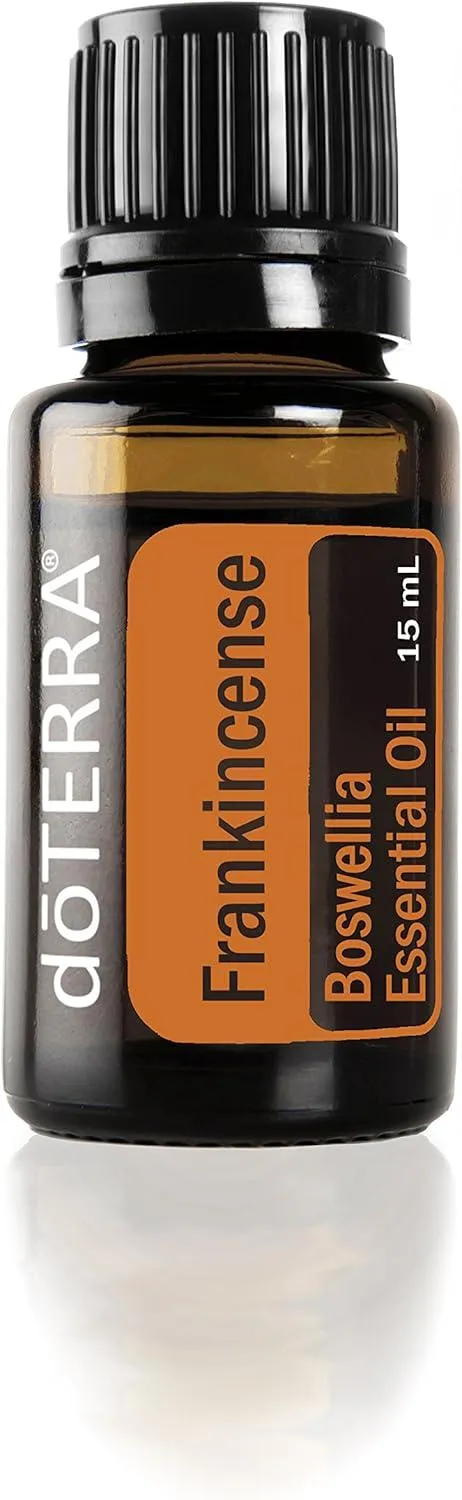 dōTERRA®
Frankincense
Boswellia
Essential Oil 15 mL